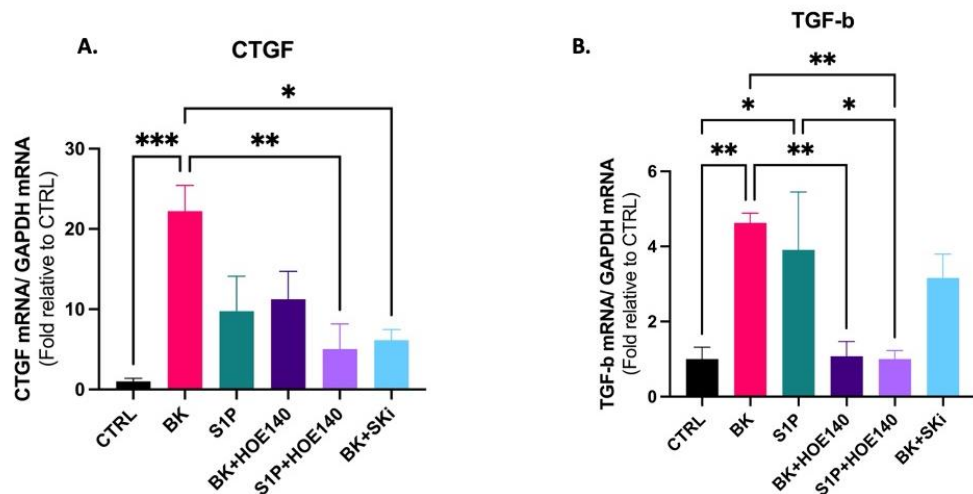 A.
CTGF
*
***
**
CTGF mRNA/ GAPDH mRNA
(Fold relative to CTRL)
30
20
10
0
CTRL
BK
S1P
BK+HOE140
S1P+HOE140
BK+SKi
B.
TGF-b
**
*
*
**
**
TGF-b mRNA/ GAPDH mRNA
(Fold relative to CTRL)
6
4
2
0
CTRL
BK
S1P
BK+HOE140
S1P+HOE140
BK+SKi